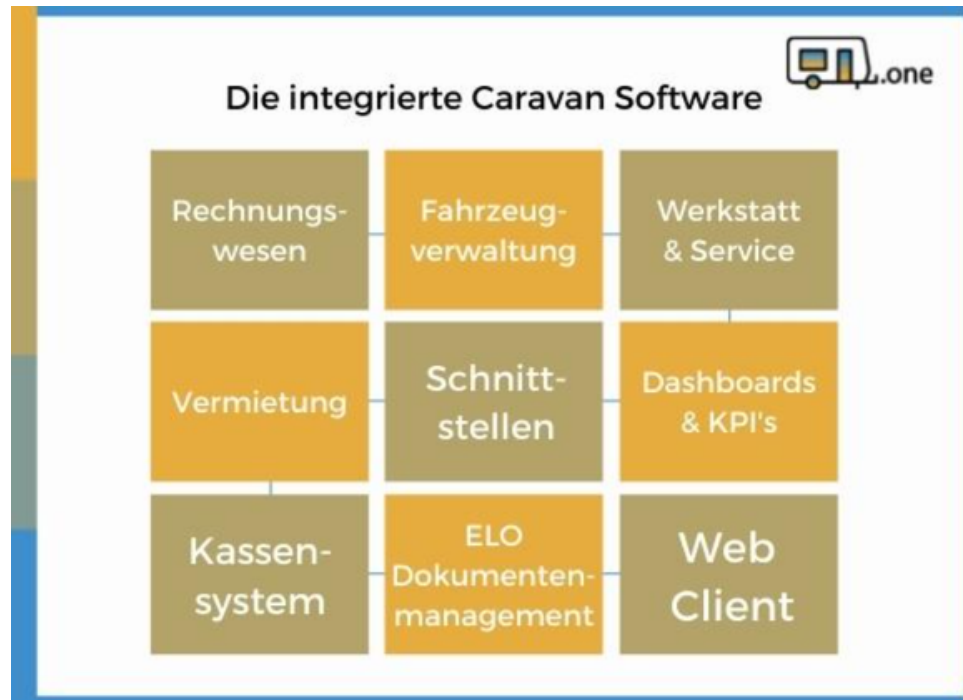 .one
Die integrierte Caravan Software
Rechnungs-
wesen
Fahrzeug-
verwaltung
Werkstatt
& Service
Vermietung
Schnitt-
stellen
Dashboards
& KPI's
Kassen-
system
ELO
Dokumenten-
management
Web
Client